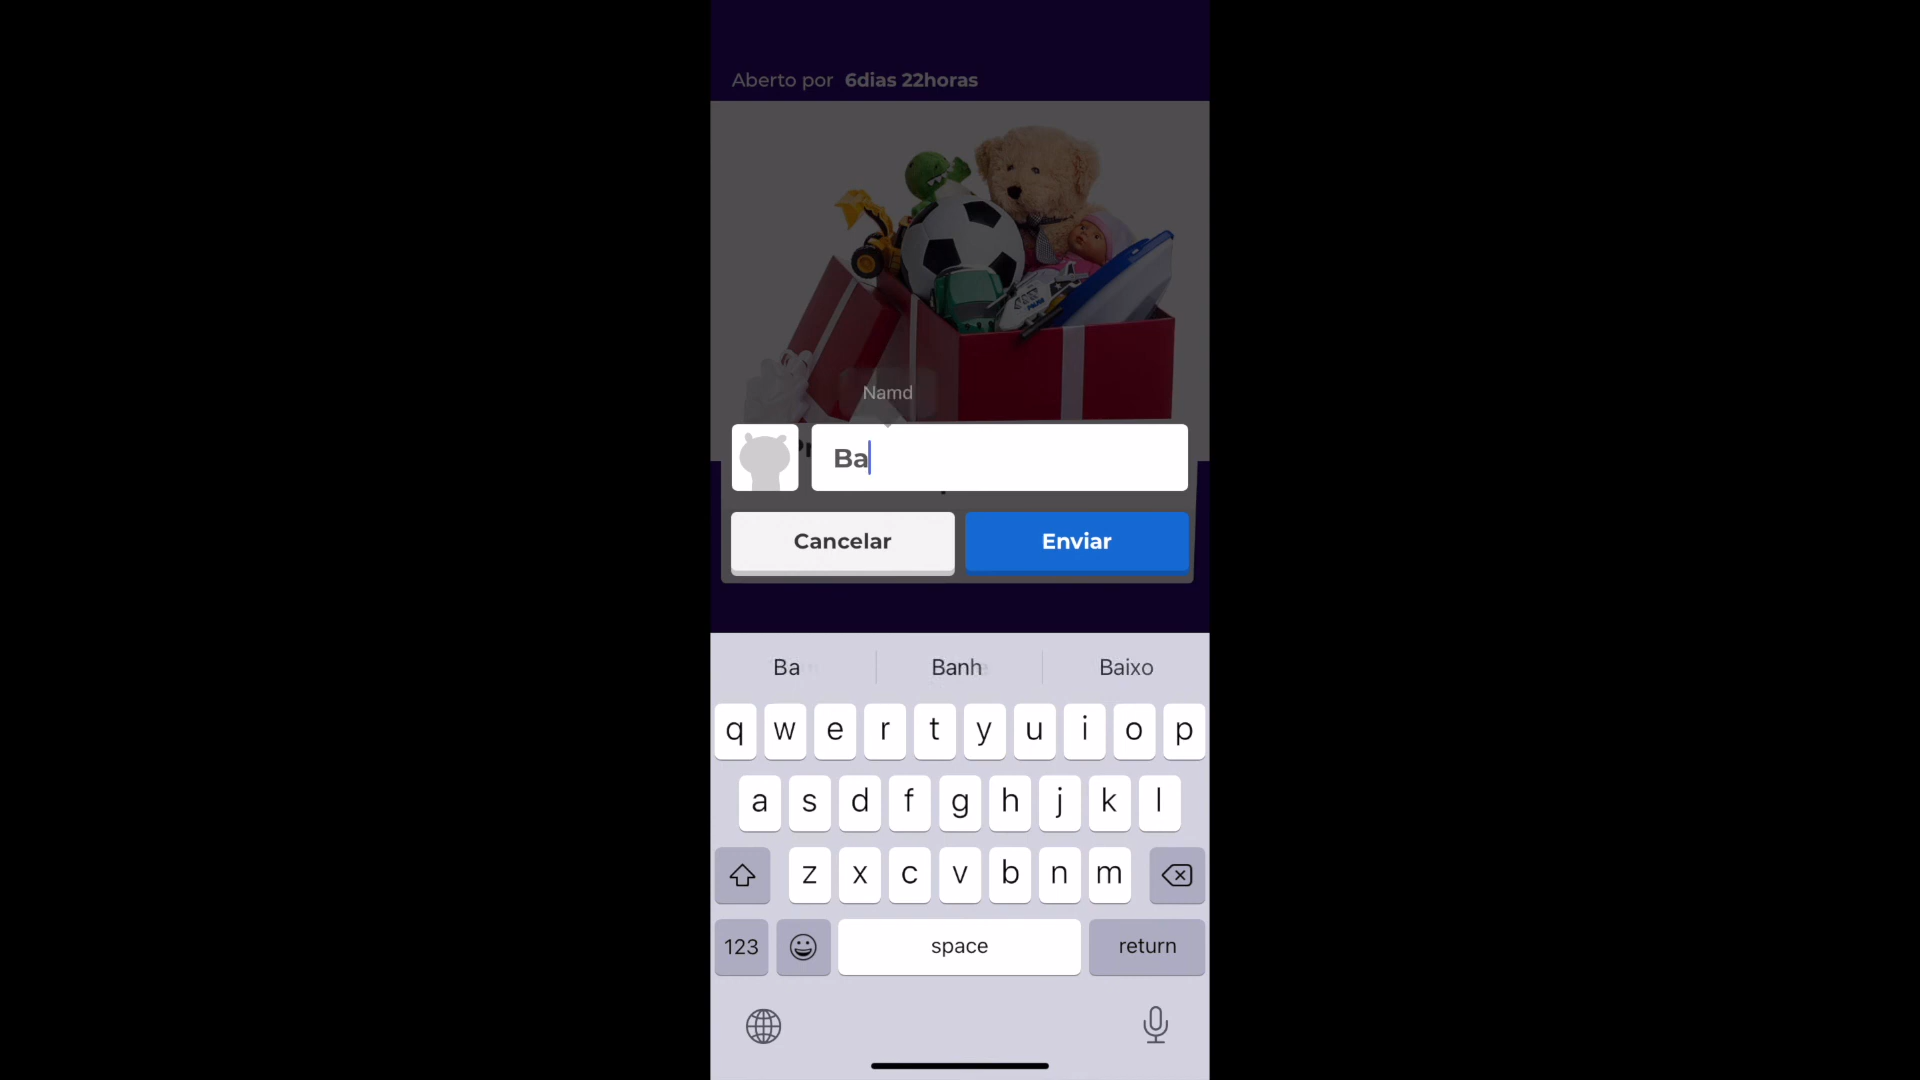 Aberto por 6dias 22horas
Namd
Ba
Cancelar Enviar
Ba Banh Baixo
q w e r t y u i o p
a s d f g h j k l
z x c v b n m
123 space return